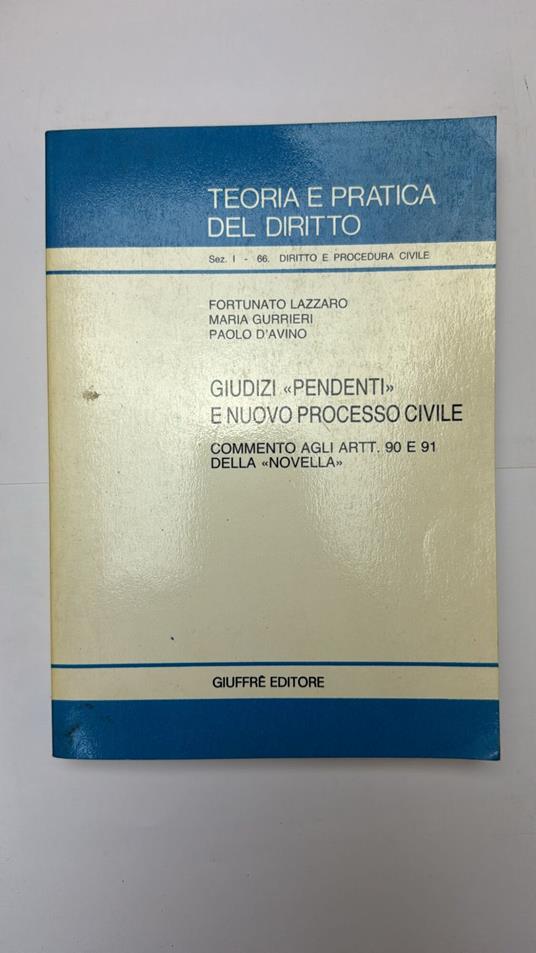 TEORIA E PRATICA
DEL DIRITTO
Sez. I - 66. DIRITTO E PROCEDURA CIVILE
FORTUNATO LAZZARO
MARIA GURRIERI
PAOLO D'AVINO
GIUDIZI «PENDENTI»
E NUOVO PROCESSO CIVILE
COMMENTO AGLI ARTT. 90 E 91
DELLA «NOVELLA»
GIUFFRÈ EDITORE